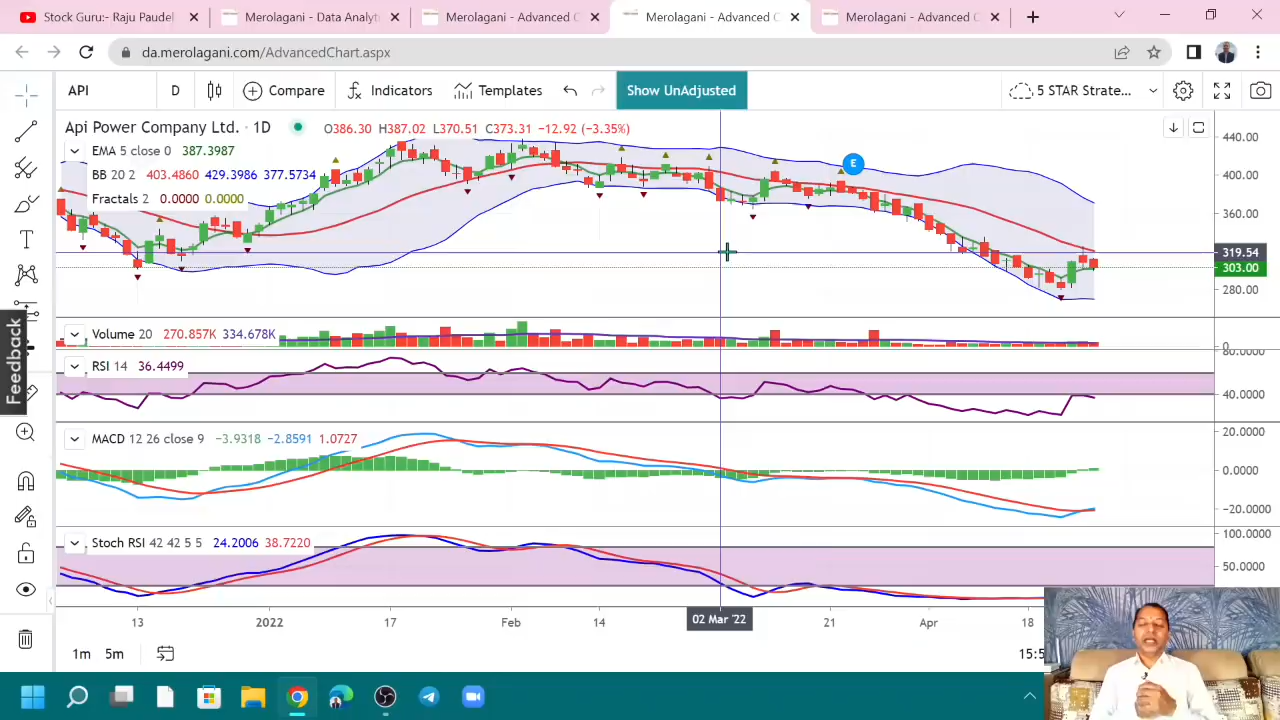 Stock Guru:- Raju Paudel
Merolagani - Data Analyti
Merolagani - Advanced C
Merolagani - Advanced C
Merolagani - Advanced C
da.merolagani.com/AdvancedChart.aspx
API D Compare Indicators Templates Show UnAdjusted 5 STAR Strate...
Api Power Company Ltd. · 1D O386.30 H387.02 L370.51 C373.31 −12.92 (−3.35%)
EMA 5 close 0 387.3987
BB 20 2 403.4860 429.3986 377.5734
Fractals 2 0.0000 0.0000
E
440.00
400.00
360.00
319.54
303.00
280.00
Feedback
Volume 20 270.857K 334.678K
0
RSI 14 36.4499
80.0000
40.0000
MACD 12 26 close 9 −3.9318 −2.8591 1.0727
20.0000
0.0000
−20.0000
Stoch RSI 42 42 5 5 24.2006 38.7220
100.0000
50.0000
13 2022 17 Feb 14 02 Mar '22 21 Apr 18
1m 5m 15:5